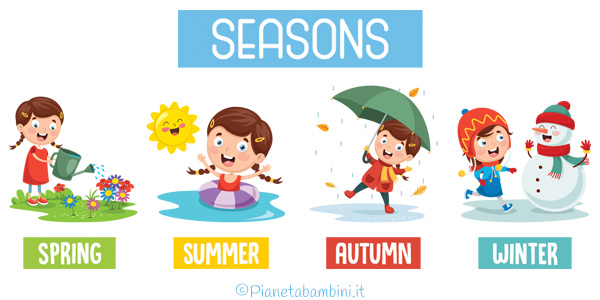 SEASONS
SPRING
SUMMER
AUTUMN
WINTER
©Pianetabambini.it